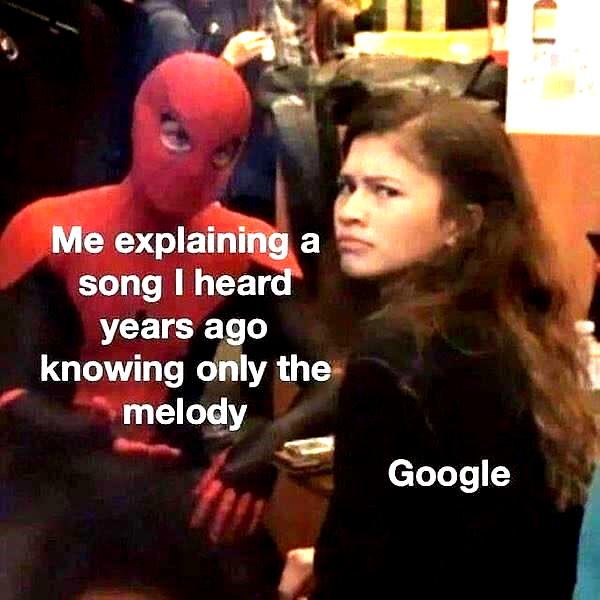 Me explaining a
song I heard
years ago
knowing only the
melody
Google